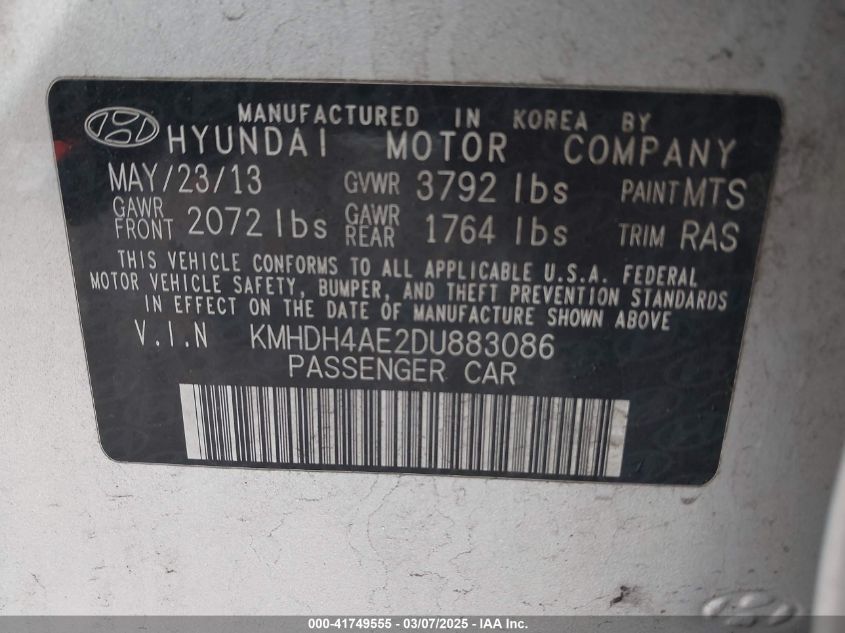 MANUFACTURED IN KOREA BY
HYUNDAI MOTOR COMPANY
MAY/23/13 GVWR 3792 lbs PAINT MTS
GAWR FRONT 2072 lbs GAWR REAR 1764 lbs TRIM RAS
THIS VEHICLE CONFORMS TO ALL APPLICABLE U.S.A. FEDERAL
MOTOR VEHICLE SAFETY, BUMPER, AND THEFT PREVENTION STANDARDS
IN EFFECT ON THE DATE OF MANUFACTURE SHOWN ABOVE
V.I.N KMHDH4AE2DU883086
PASSENGER CAR
000-41749555 - 03/07/2025 - IAA Inc.